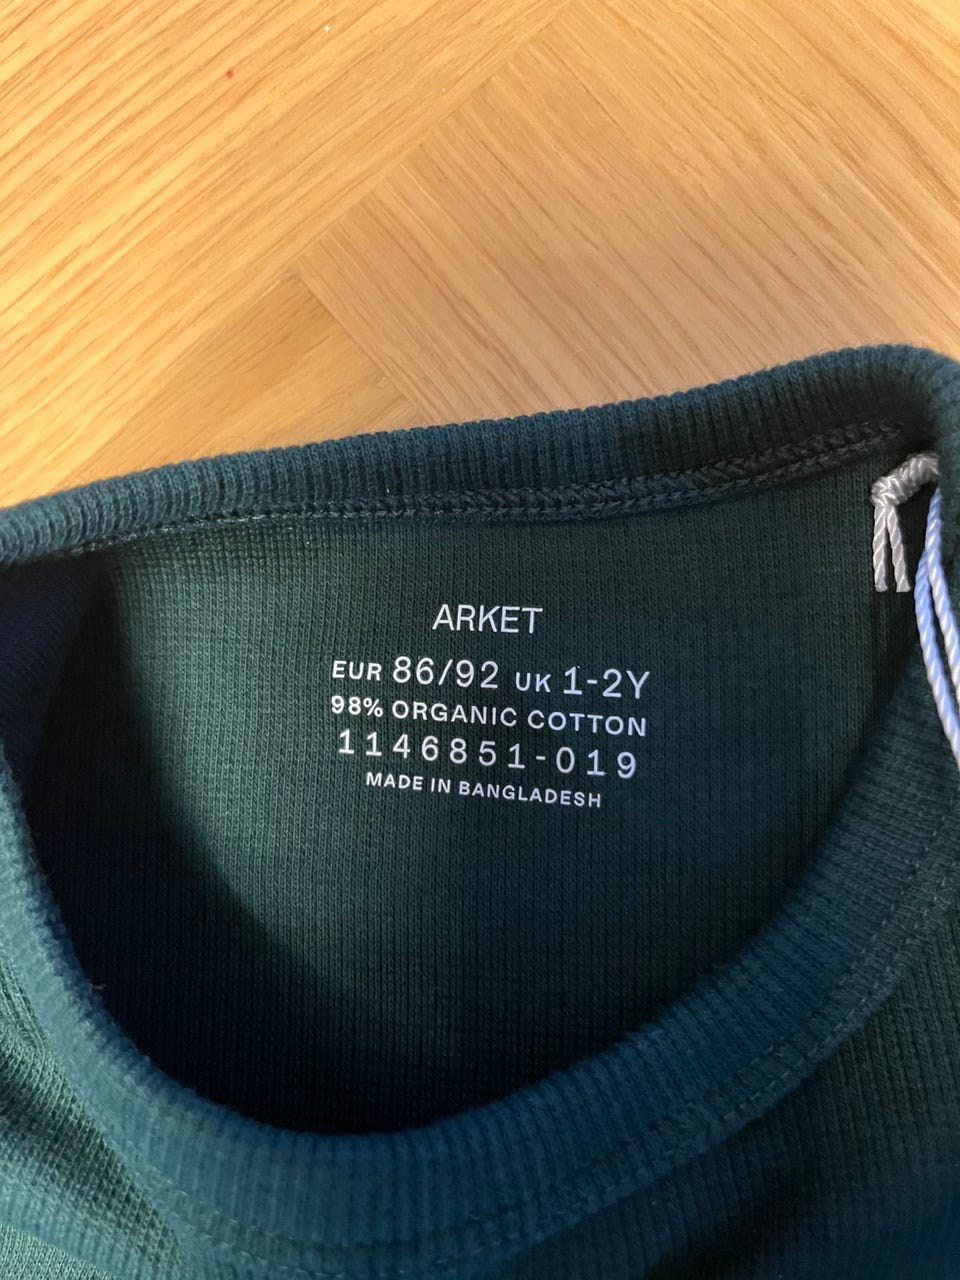 ARKET
EUR 86/92 UK 1-2Y
98% ORGANIC COTTON
1146851-019
MADE IN BANGLADESH